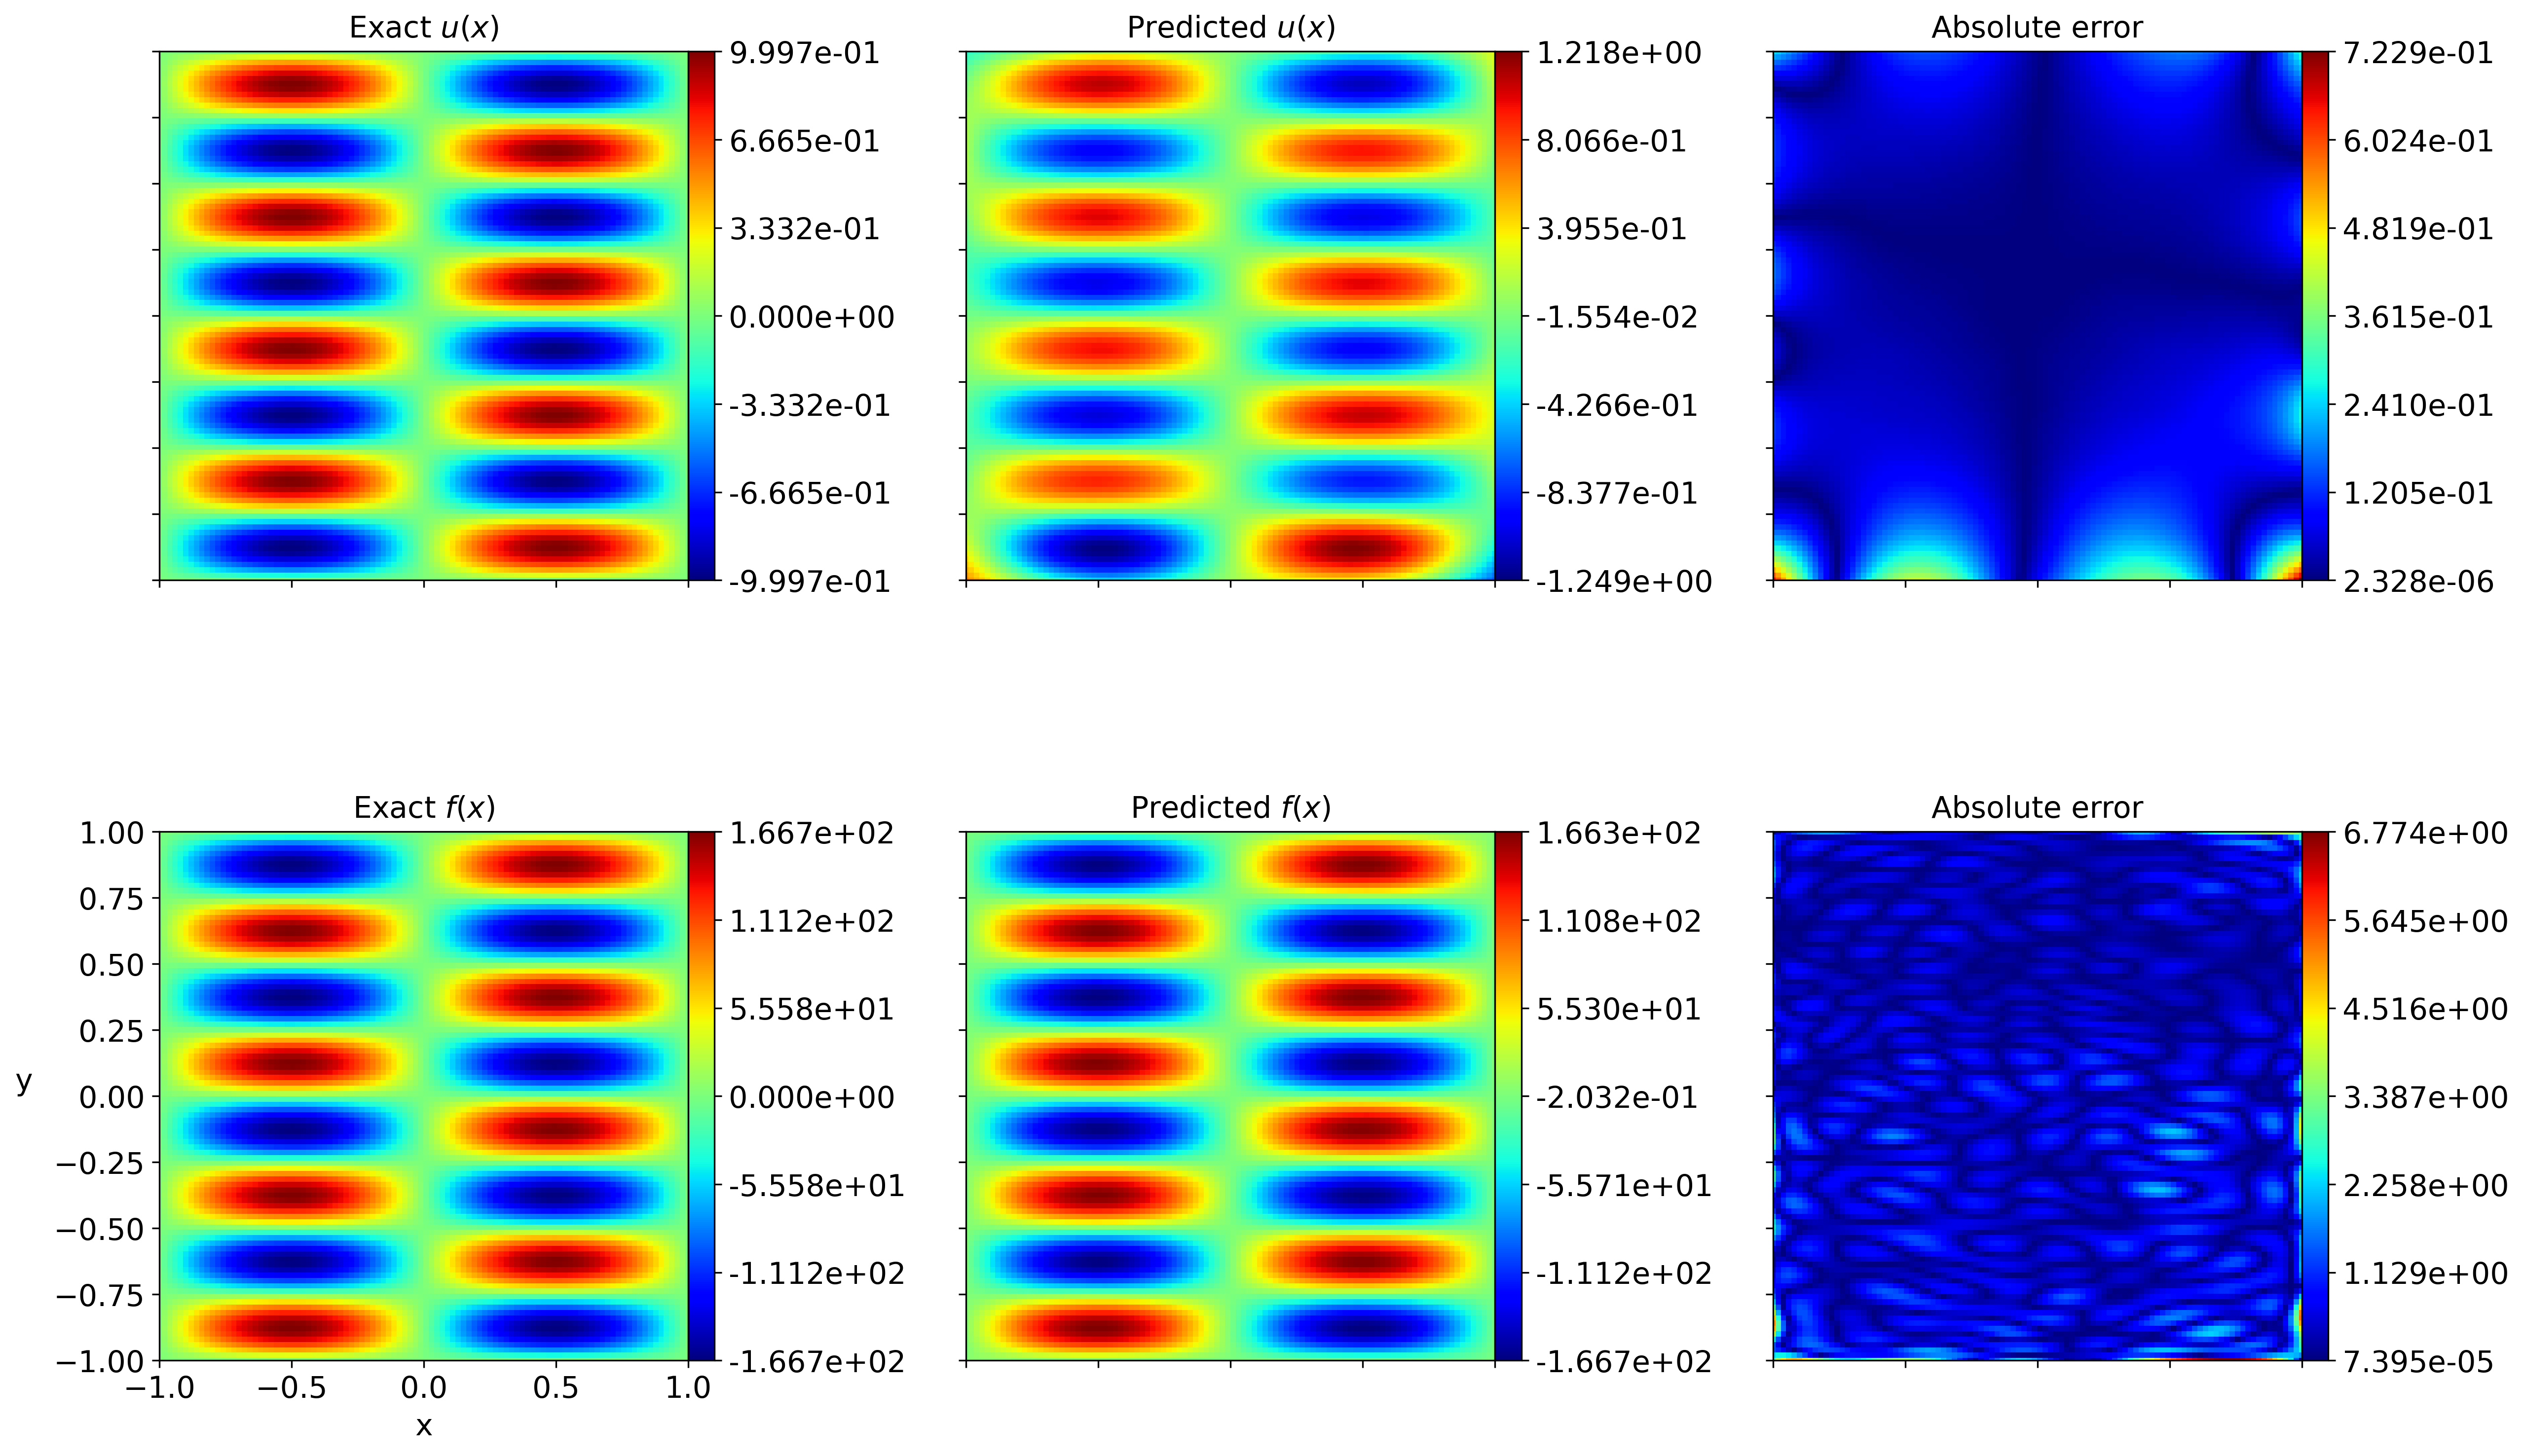 Exact u(x)
9.997e-01
6.665e-01
3.332e-01
0.000e+00
-3.332e-01
-6.665e-01
-9.997e-01
Predicted u(x)
1.218e+00
8.066e-01
3.955e-01
-1.554e-02
-4.266e-01
-8.377e-01
-1.249e+00
Absolute error
7.229e-01
6.024e-01
4.819e-01
3.615e-01
2.410e-01
1.205e-01
2.328e-06
Exact f(x)
y
1.00
0.75
0.50
0.25
0.00
−0.25
−0.50
−0.75
−1.00
−1.0 −0.5 0.0 0.5 1.0
x
1.667e+02
1.112e+02
5.558e+01
0.000e+00
-5.558e+01
-1.112e+02
-1.667e+02
Predicted f(x)
1.663e+02
1.108e+02
5.530e+01
-2.032e-01
-5.571e+01
-1.112e+02
-1.667e+02
Absolute error
6.774e+00
5.645e+00
4.516e+00
3.387e+00
2.258e+00
1.129e+00
7.395e-05